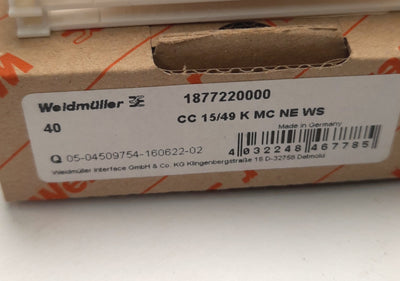 Weidmüller
1877220000
40
CC 15/49 K MC NE WS
Made in Germany
Q 05-04509754-160622-02
Weidmüller Interface GmbH & Co. KG Klingenbergstraße 16 D-32758 Detmold
4 032248 467785